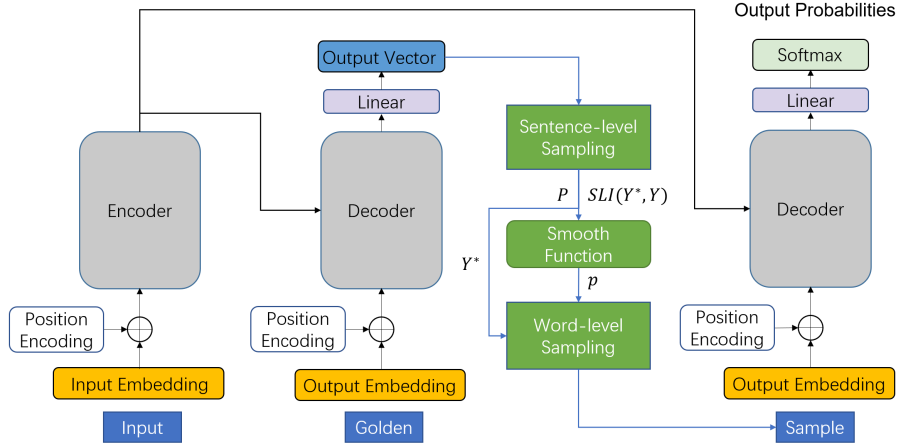 Output Probabilities
Output Vector
Softmax
Linear
Linear
Sentence-level
Sampling
P
SLI(Y*, Y)
Encoder
Decoder
Decoder
Smooth
Function
Y*
p
Position
Encoding
Position
Encoding
Word-level
Sampling
Position
Encoding
Input Embedding
Output Embedding
Output Embedding
Input
Golden
Sample